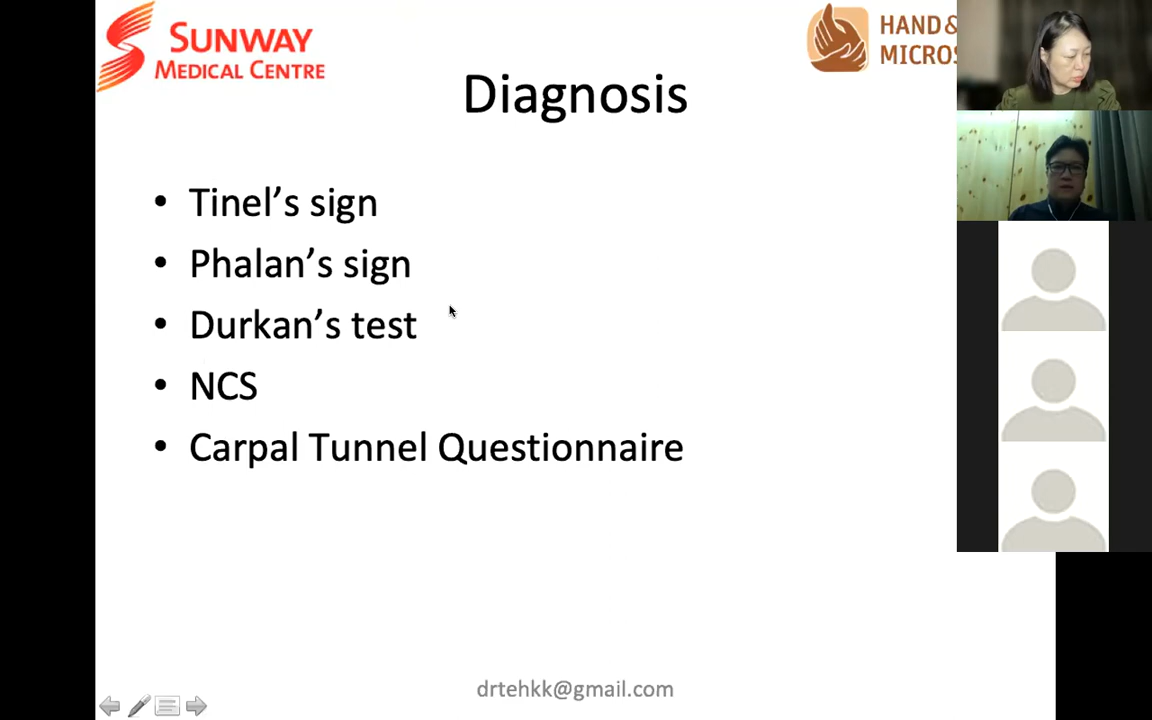 SUNWAY
MEDICAL CENTRE
HAND &
MICROS
Diagnosis
• Tinel’s sign
• Phalan’s sign
• Durkan’s test
• NCS
• Carpal Tunnel Questionnaire
drtehkk@gmail.com